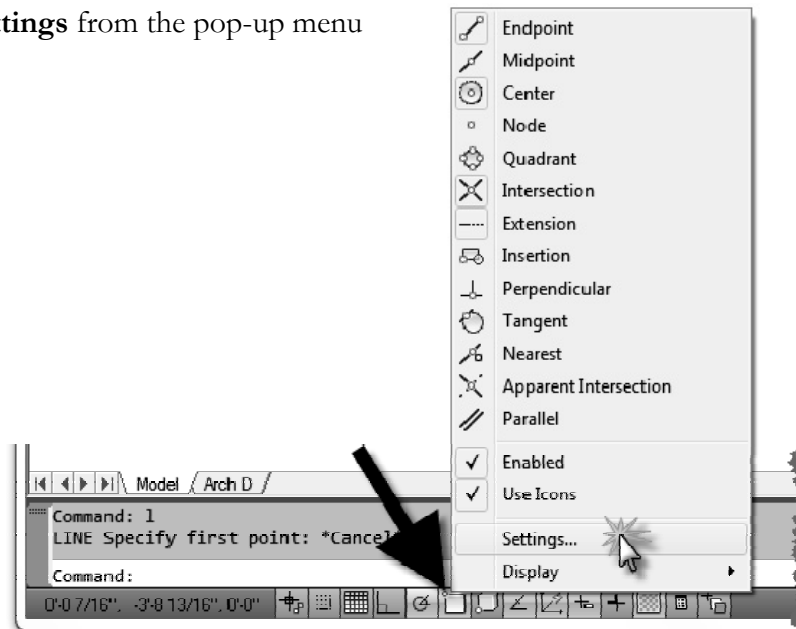 ttings from the pop-up menu
Endpoint
Midpoint
Center
Node
Quadrant
Intersection
Extension
Insertion
Perpendicular
Tangent
Nearest
Apparent Intersection
Parallel
Enabled
Use Icons
Settings...
Display
Model / Arch D /
Command: l
LINE Specify first point: *Cancel
Command:
0'-0 7/16", -3'-8 13/16", 0'-0"